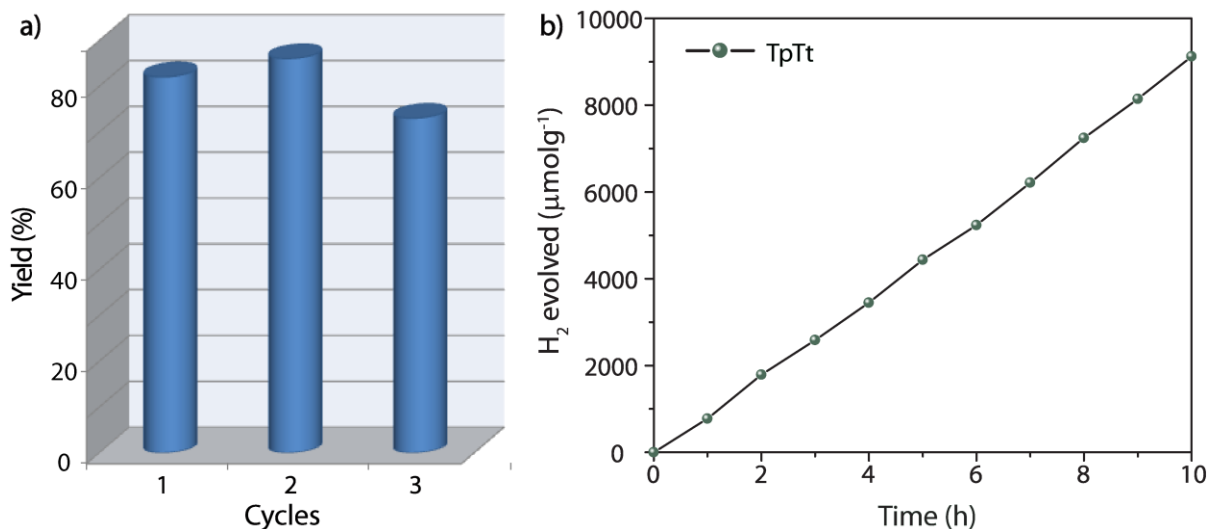 a)
80
60
40
20
0
Yield (%)
1 2 3
Cycles
b)
TpTt
10000
8000
6000
4000
2000
0
H₂ evolved (μmolg⁻¹)
0 2 4 6 8 10
Time (h)